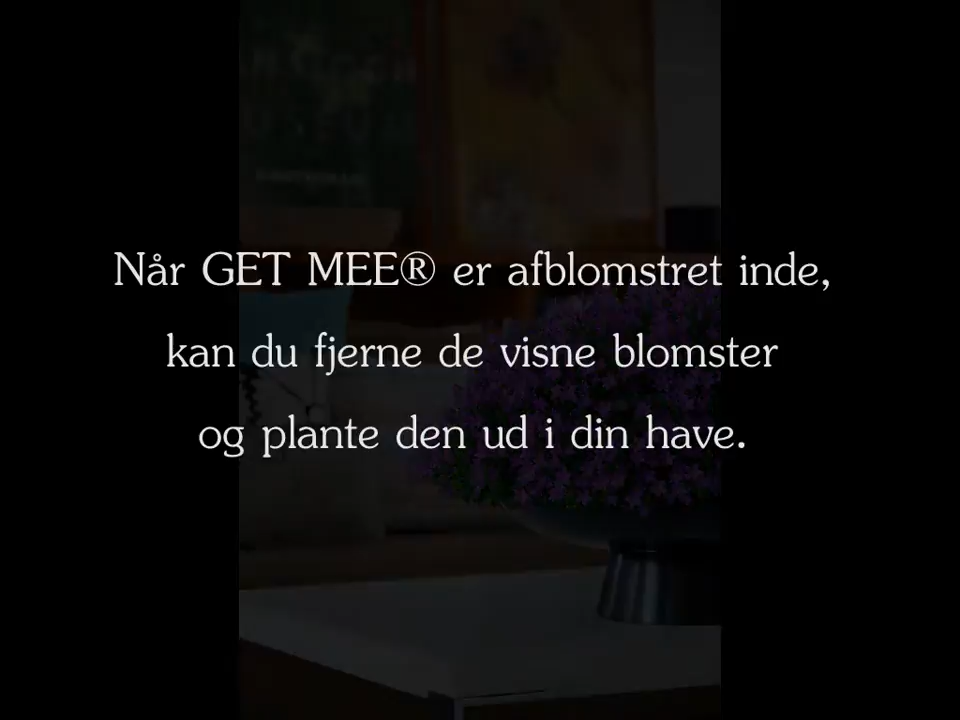 Når GET MEE® er afblomstret inde,
kan du fjerne de visne blomster
og plante den ud i din have.